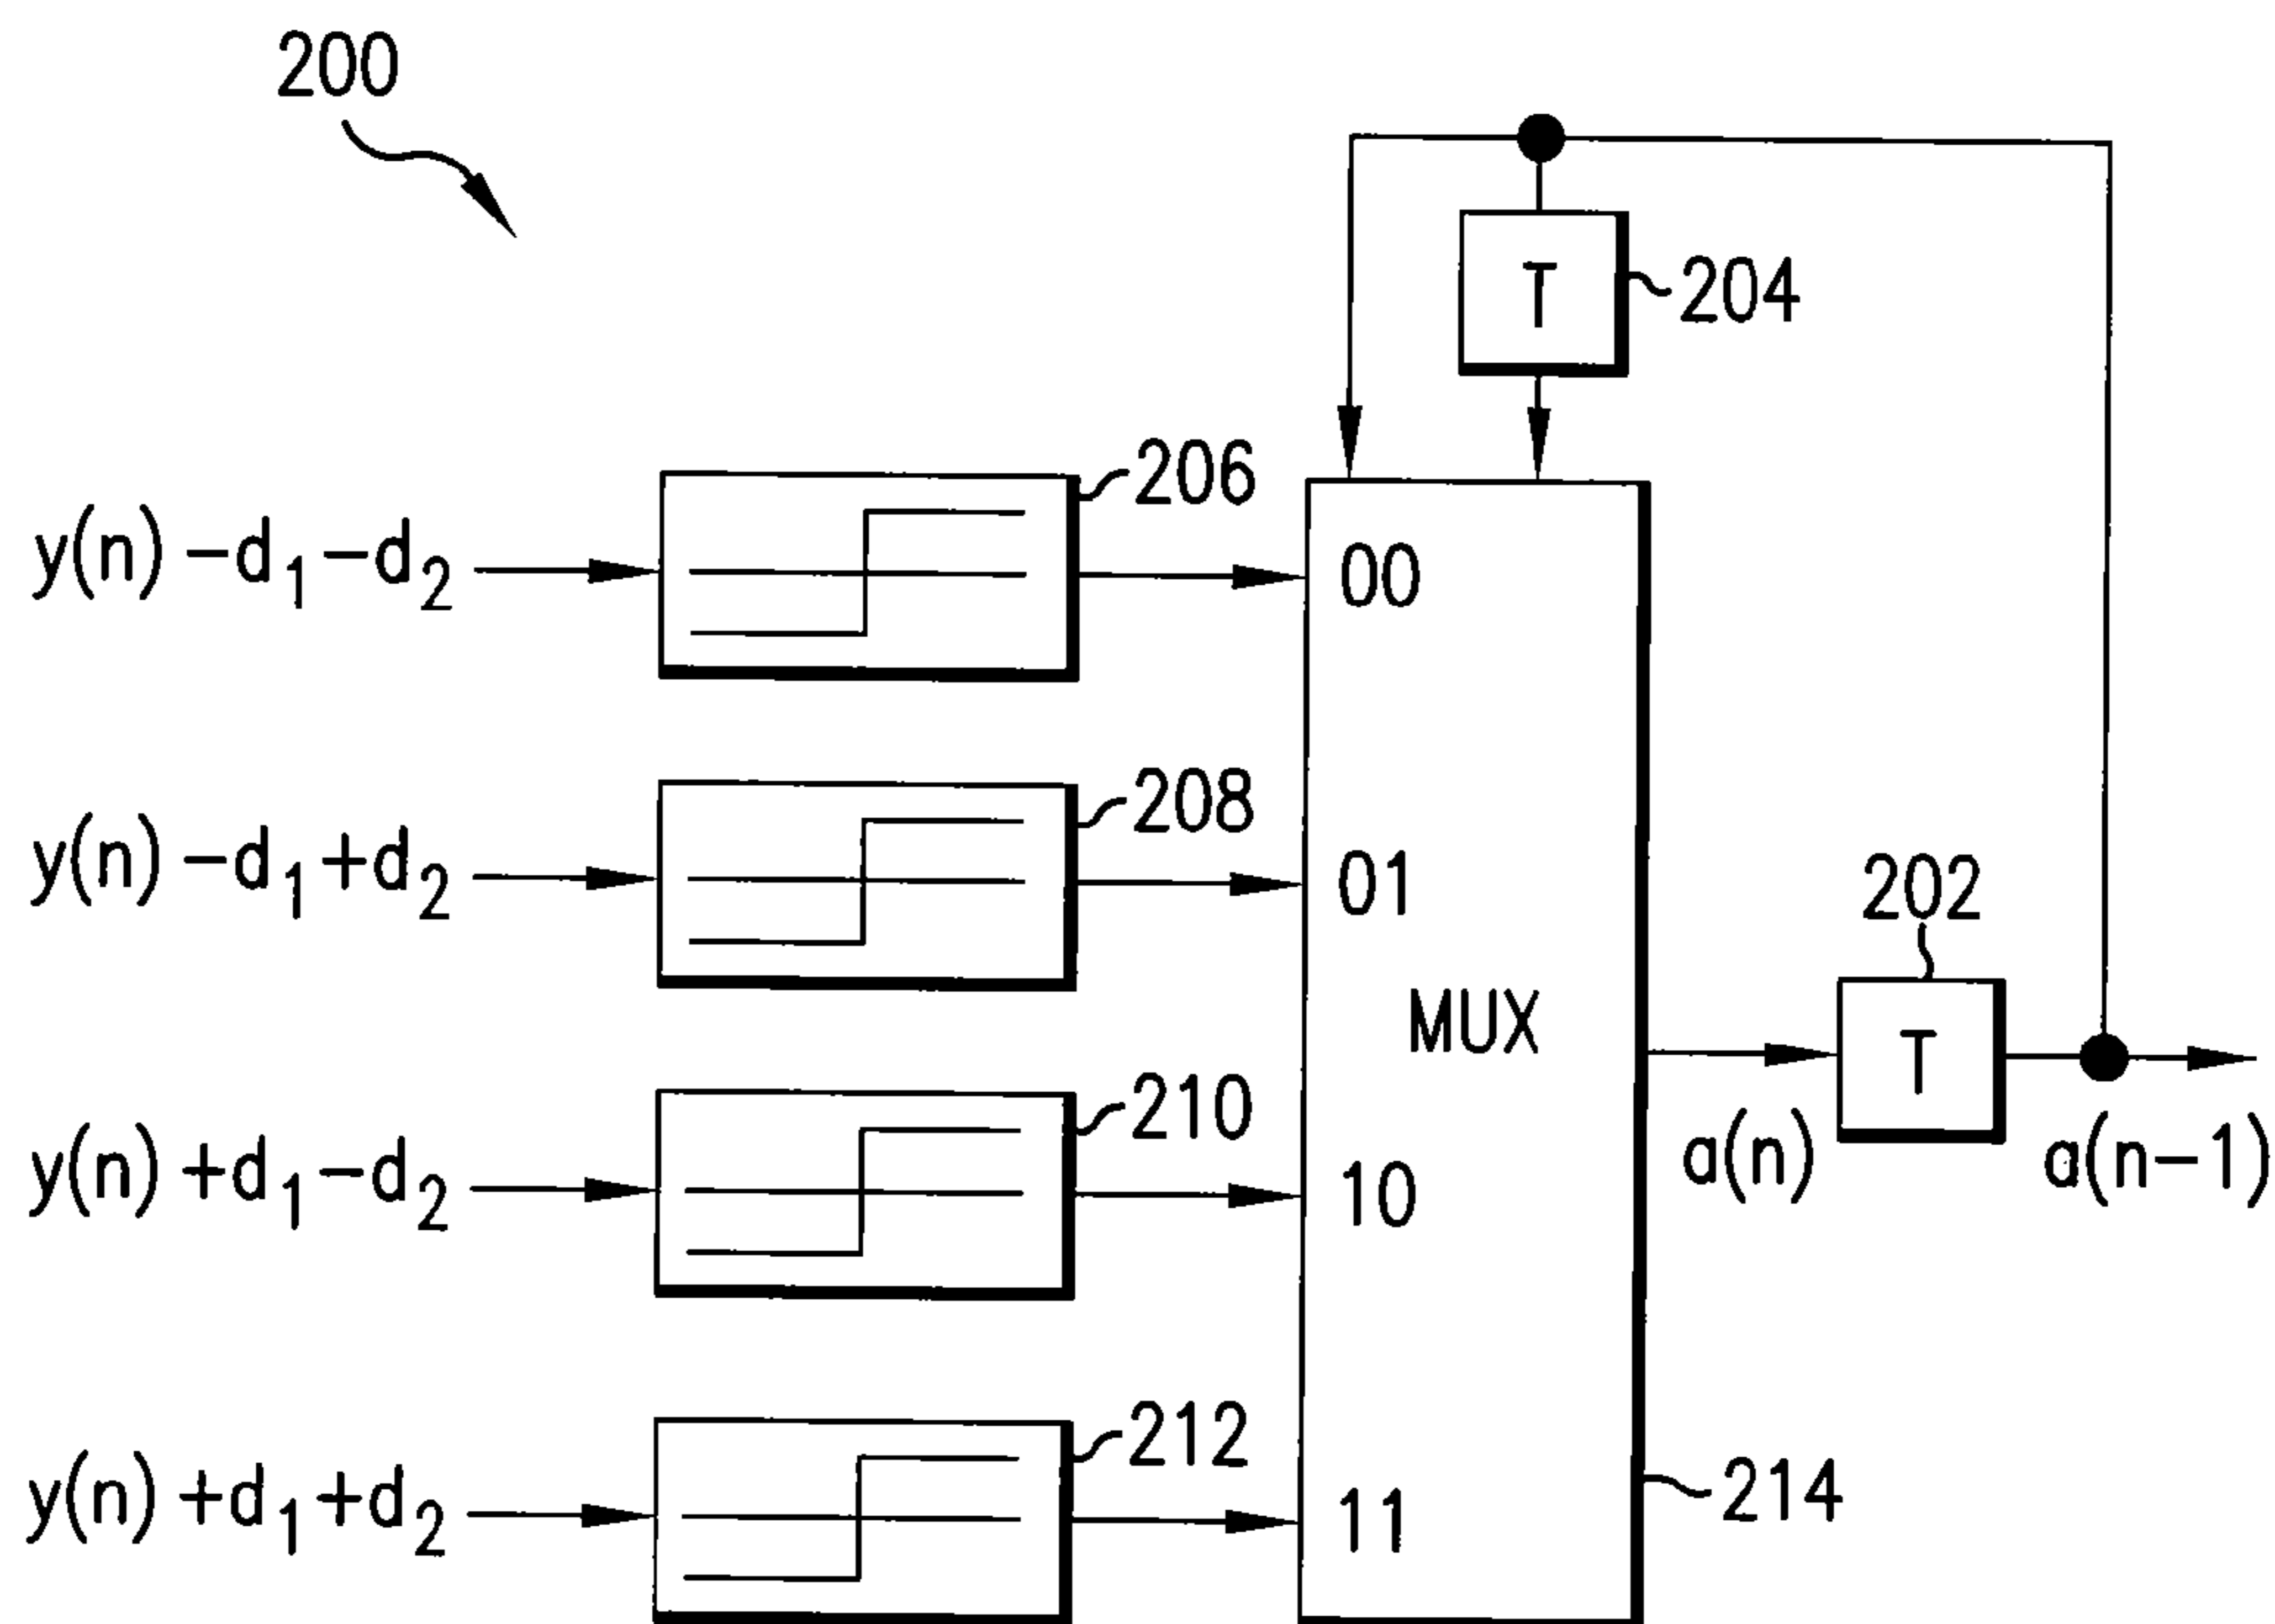 200
T
204
y(n) -d1 -d2
206
00
y(n) -d1 +d2
208
01
MUX
202
T
a(n)
a(n-1)
y(n) +d1 -d2
210
10
y(n) +d1 +d2
212
11
214